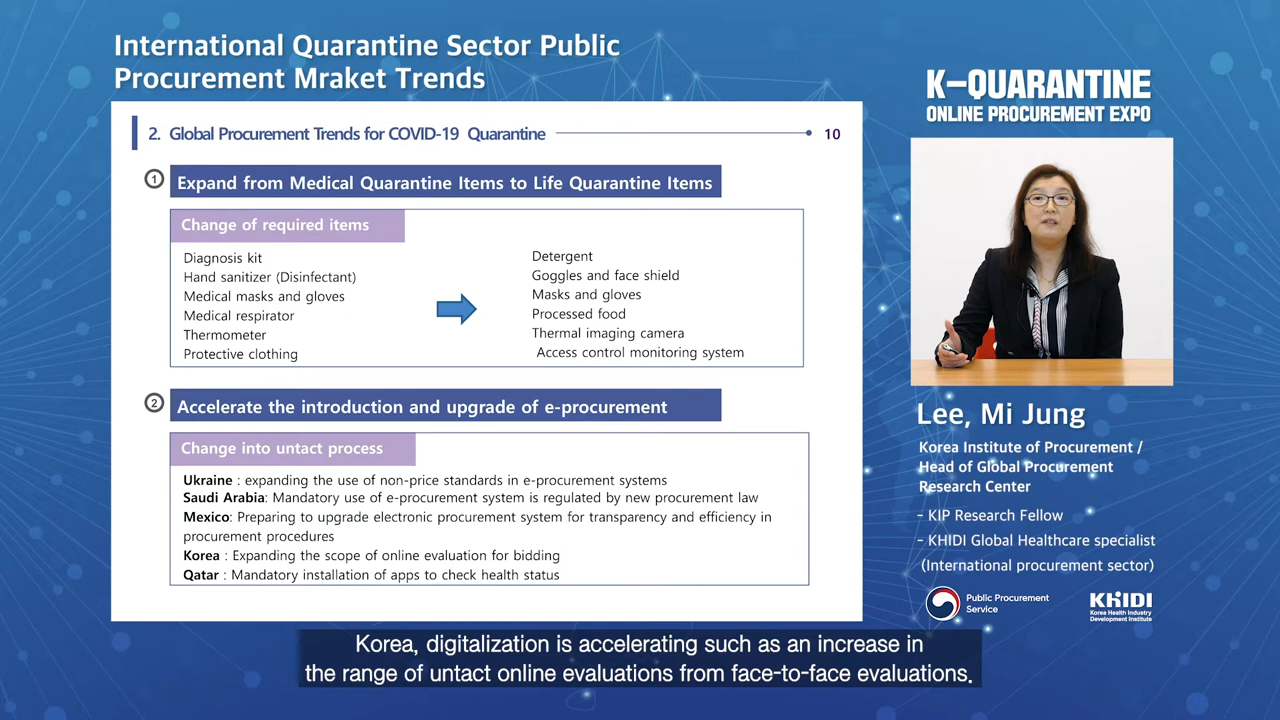 International Quarantine Sector Public
Procurement Mraket Trends
2. Global Procurement Trends for COVID-19 Quarantine
10
1
Expand from Medical Quarantine Items to Life Quarantine Items
Change of required items
Diagnosis kit
Hand sanitizer (Disinfectant)
Medical masks and gloves
Medical respirator
Thermometer
Protective clothing
Detergent
Goggles and face shield
Masks and gloves
Processed food
Thermal imaging camera
Access control monitoring system
2
Accelerate the introduction and upgrade of e-procurement
Change into untact process
Ukraine : expanding the use of non-price standards in e-procurement systems
Saudi Arabia: Mandatory use of e-procurement system is regulated by new procurement law
Mexico: Preparing to upgrade electronic procurement system for transparency and efficiency in
procurement procedures
Korea : Expanding the scope of online evaluation for bidding
Qatar : Mandatory installation of apps to check health status
K-QUARANTINE
ONLINE PROCUREMENT EXPO
Lee, Mi Jung
Korea Institute of Procurement /
Head of Global Procurement
Research Center
- KIP Research Fellow
- KHIDI Global Healthcare specialist
(International procurement sector)
Public Procurement
Service
KHIDI
Korea Health Industry
Development Institute
Korea, digitalization is accelerating such as an increase in
the range of untact online evaluations from face-to-face evaluations.